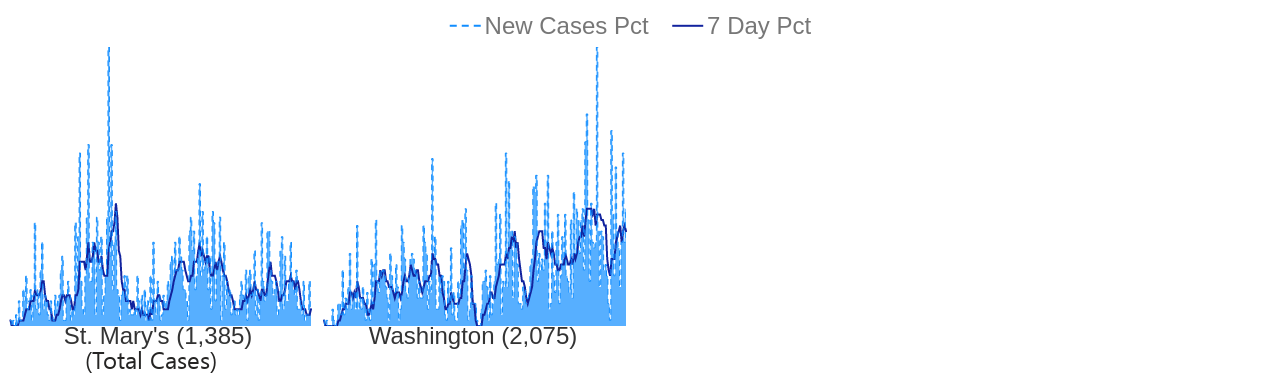 New Cases Pct 7 Day Pct
St. Mary's (1,385) Washington (2,075)
(Total Cases)